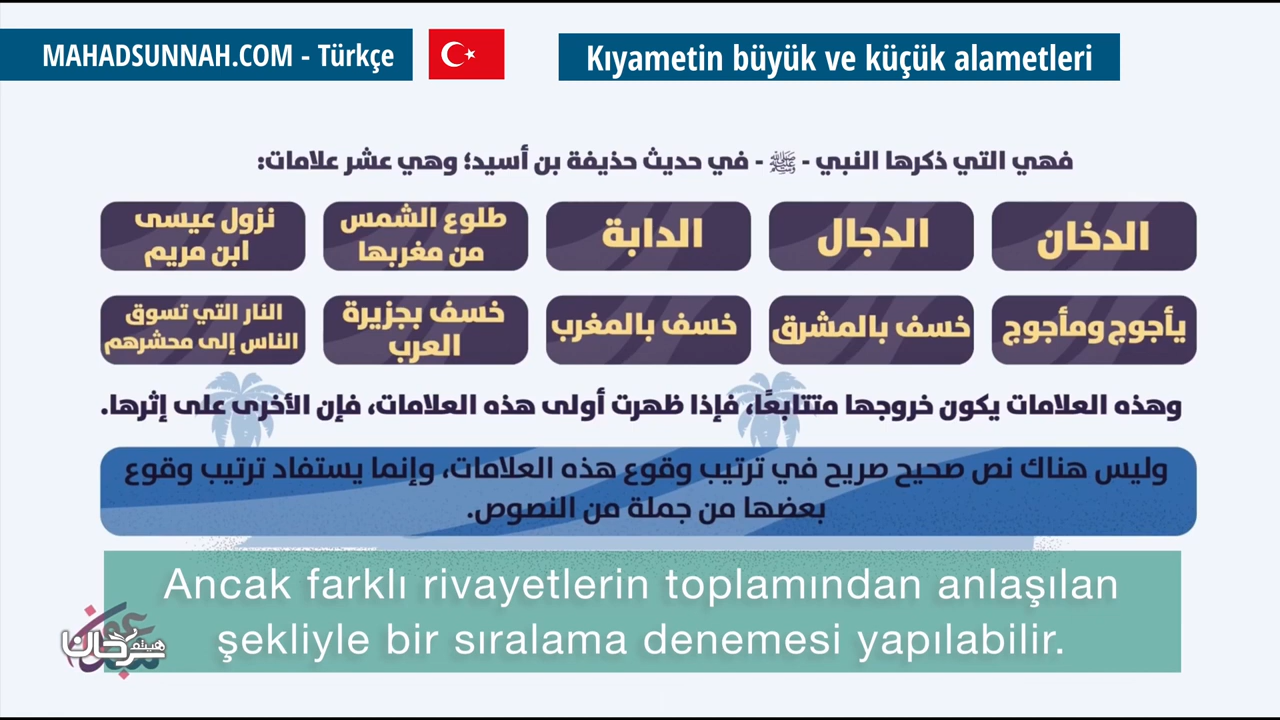 MAHADSUNNAH.COM - Türkçe
Kıyametin büyük ve küçük alametleri
فهي التي ذكرها النبي - ﷺ - في حديث حذيفة بن أسيد؛ وهي عشر علامات:
الدخان
الدجال
الدابة
طلوع الشمس
من مغربها
نزول عيسى
ابن مريم
يأجوج ومأجوج
خسف بالمشرق
خسف بالمغرب
خسف بجزيرة
العرب
النار التي تسوق
الناس إلى محشرهم
وهذه العلامات يكون خروجها متتابعًا، فإذا ظهرت أولى هذه العلامات، فإن الأخرى على إثرها.
وليس هناك نص صحيح صريح في ترتيب وقوع هذه العلامات، وإنما يستفاد ترتيب وقوع
بعضها من جملة من النصوص.
Ancak farklı rivayetlerin toplamından anlaşılan
şekliyle bir sıralama denemesi yapılabilir.
هيتم سرحان